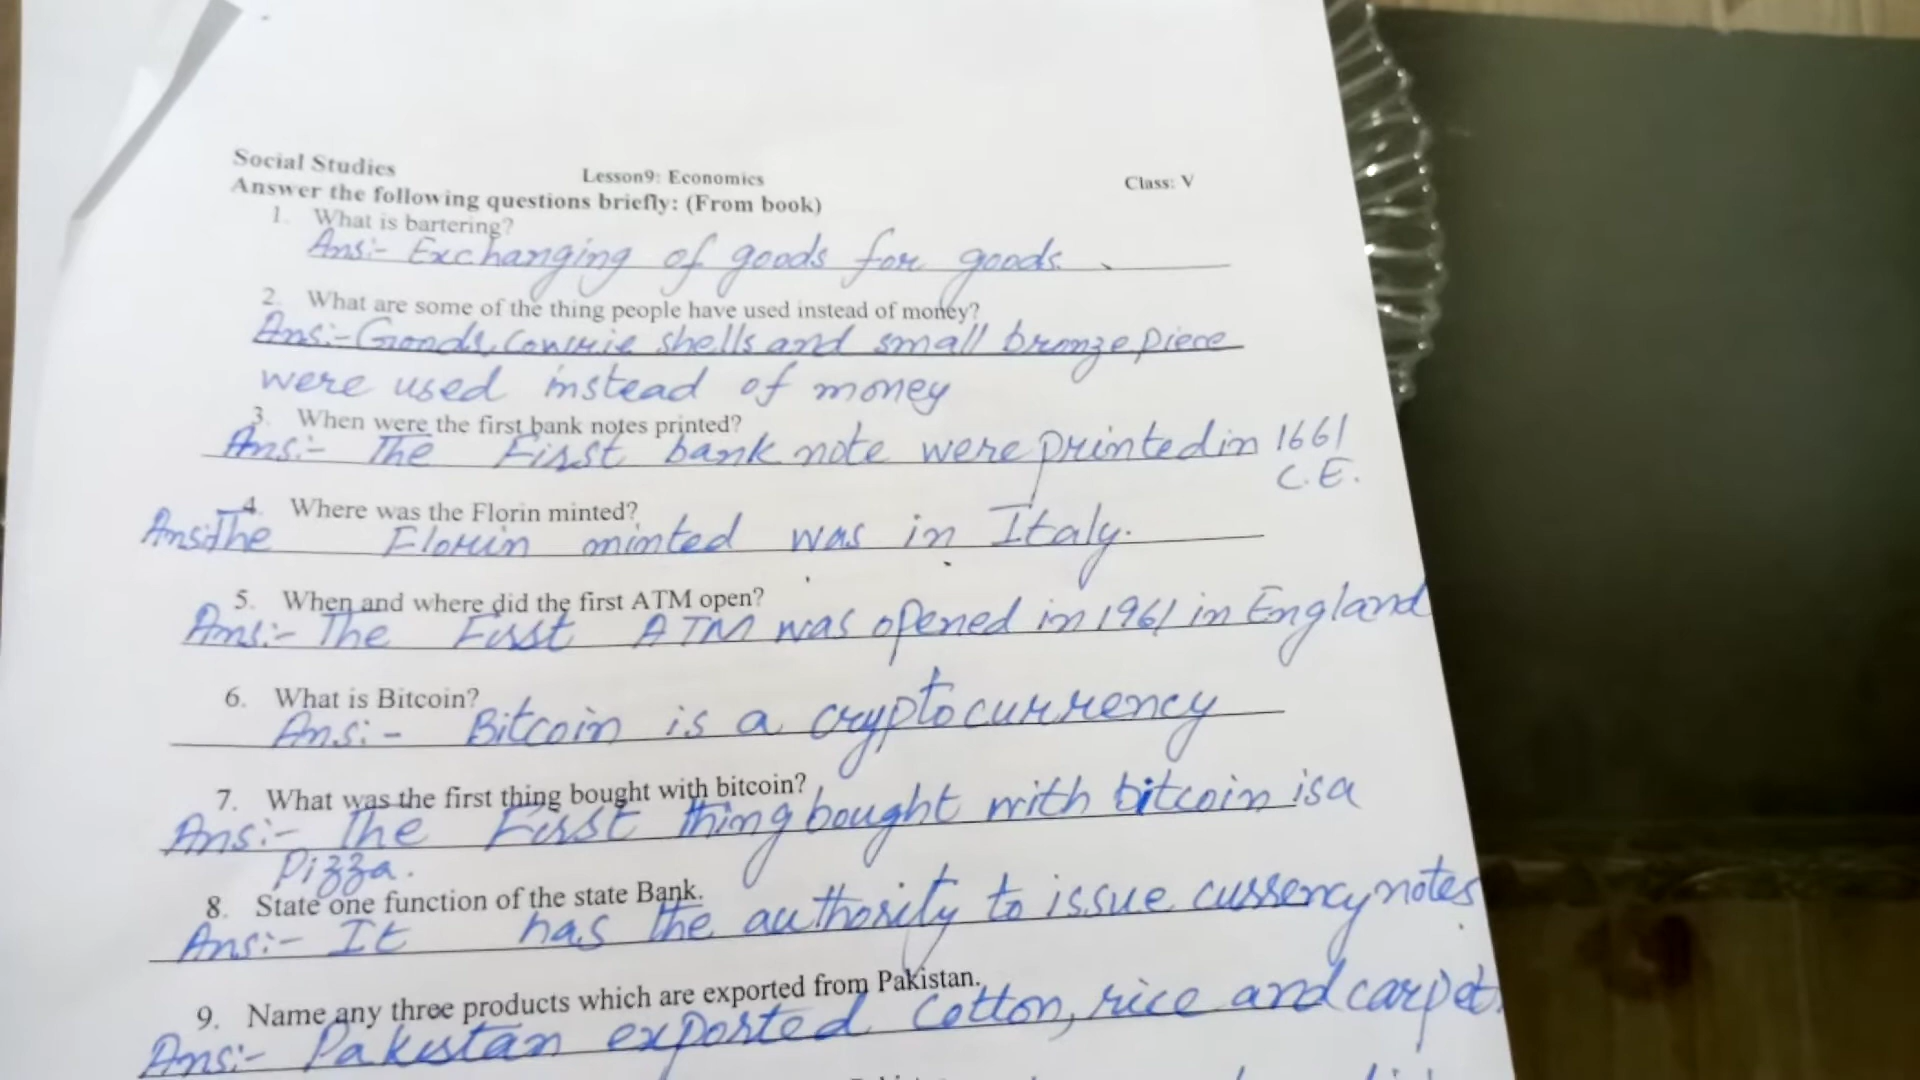 Social Studies Lesson9: Economics Class: V
Answer the following questions briefly: (From book)
1. What is bartering?
Ans:- Exchanging of goods for goods.
2. What are some of the thing people have used instead of money?
Ans:- Goods, Cowrie shells and small bronze piece
were used instead of money
3. When were the first bank notes printed?
Ans:- The First bank note were printed in 1661
C.E.
4. Where was the Florin minted?
Ans:The Florin minted was in Italy.
5. When and where did the first ATM open?
Ans:- The First ATM was opened in 1961 in England
6. What is Bitcoin?
Ans:- Bitcoin is a cryptocurrency
7. What was the first thing bought with bitcoin?
Ans:- The First thing bought with bitcoin is a
Pizza.
8. State one function of the state Bank.
Ans:- It has the authority to issue currency notes
9. Name any three products which are exported from Pakistan.
Ans:- Pakistan exported Cotton, rice and carpet.